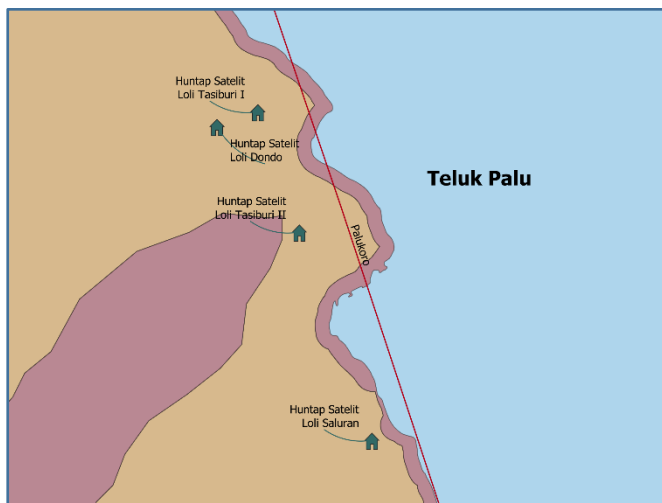 Huntap Satelit
Loli Tasiburi I
Huntap Satelit
Loli Dondo
Teluk Palu
Huntap Satelit
Loli Tasiburi II
Palukoro
Huntap Satelit
Loli Saluran